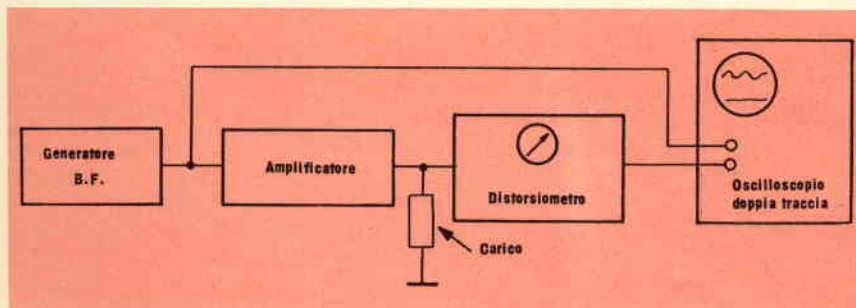 Generatore
B.F.
Amplificatore
Distorsiometro
Oscilloscopio
doppia traccia
Carico